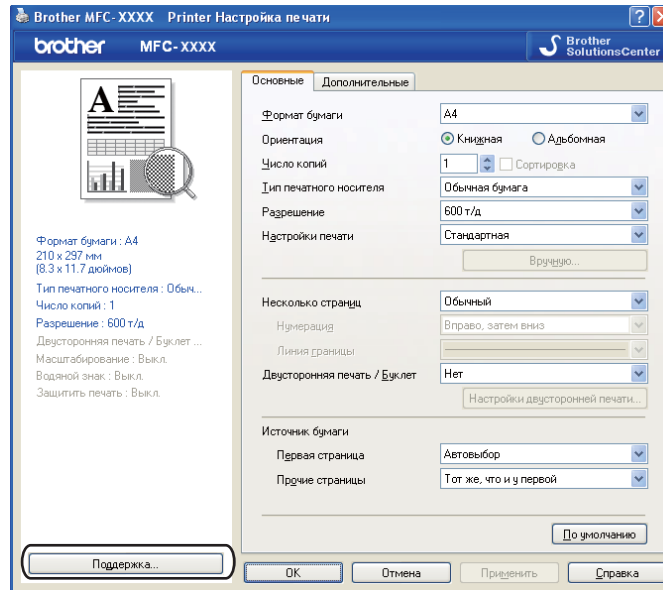 Brother MFC-XXXX Printer Настройка печати
brother MFC-XXXX
Brother
SolutionsCenter
A
Формат бумаги : A4
210 x 297 мм
(8.3 x 11.7 дюймов)
Тип печатного носителя : Обыч...
Число копий : 1
Разрешение : 600 т/д
Двусторонняя печать / Буклет ...
Масштабирование : Выкл.
Водяной знак : Выкл.
Защитить печать : Выкл.
Поддержка...
Основные Дополнительные
Формат бумаги A4
Ориентация Книжная Альбомная
Число копий 1 Сортировка
Тип печатного носителя Обычная бумага
Разрешение 600 т/д
Настройки печати Стандартная
Вручную...
Несколько страниц Обычный
Нумерация Вправо, затем вниз
Линия границы
Двусторонняя печать / Буклет Нет
Настройки двусторонней печати...
Источник бумаги
Первая страница Автовыбор
Прочие страницы Тот же, что и у первой
По умолчанию
OK Отмена Применить Справка